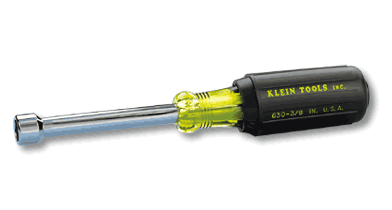 KLEIN TOOLS INC.
630-3/8 IN. U.S.A.